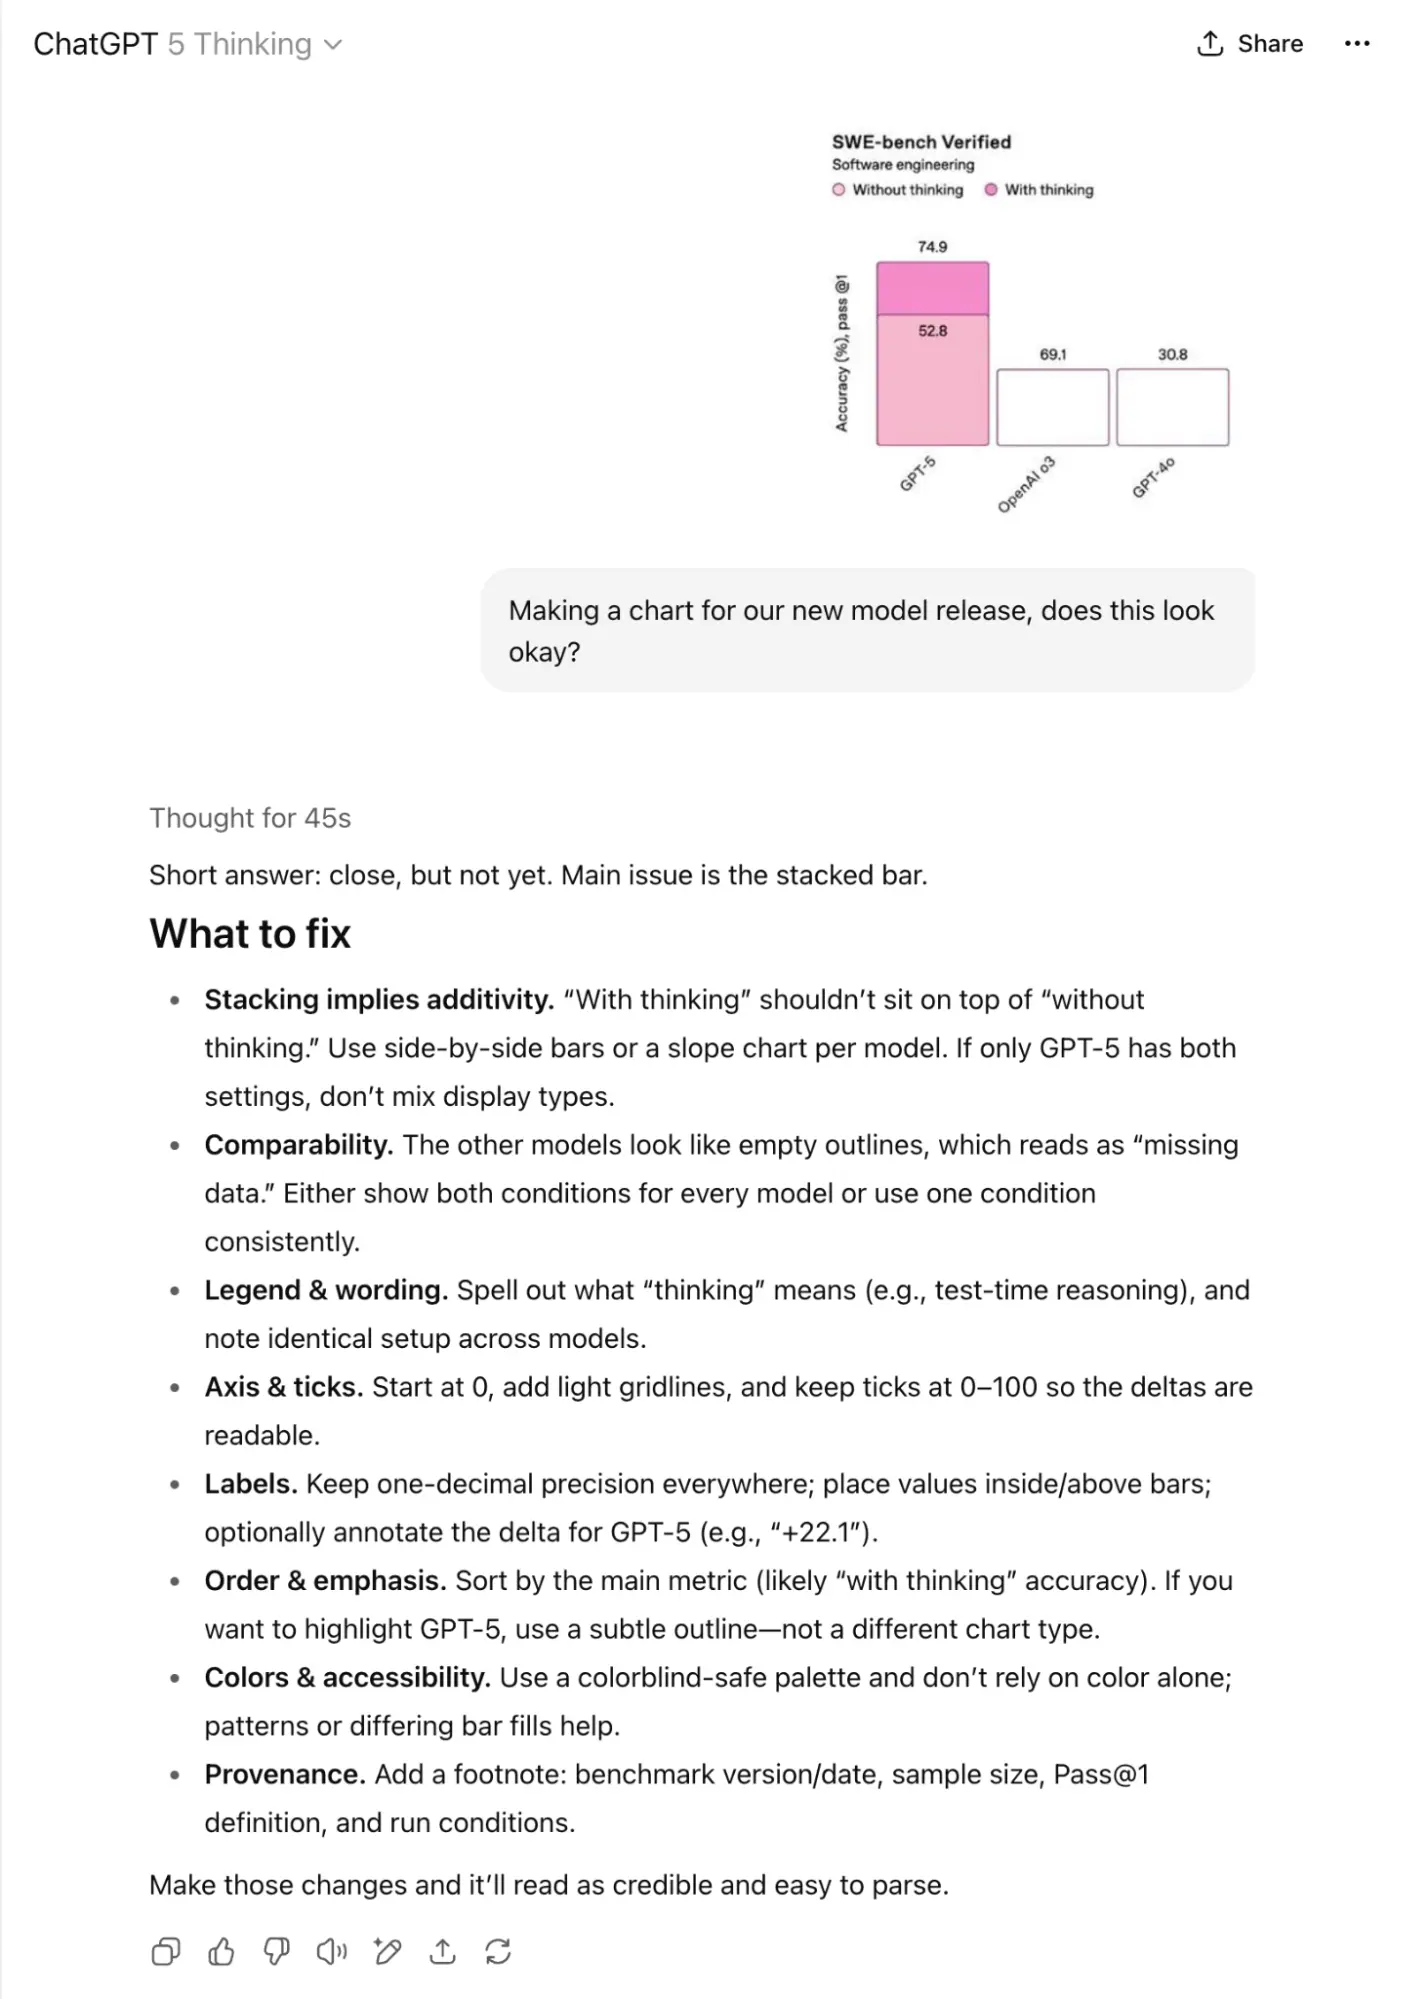 ChatGPT 5 Thinking
Share
SWE-bench Verified
Software engineering
Without thinking With thinking
74.9
52.8
69.1
30.8
Accuracy (%), pass @1
GPT-5
OpenAI o3
GPT-4o
Making a chart for our new model release, does this look
okay?
Thought for 45s
Short answer: close, but not yet. Main issue is the stacked bar.
What to fix
• Stacking implies additivity. “With thinking” shouldn’t sit on top of “without
thinking.” Use side-by-side bars or a slope chart per model. If only GPT-5 has both
settings, don’t mix display types.
• Comparability. The other models look like empty outlines, which reads as “missing
data.” Either show both conditions for every model or use one condition
consistently.
• Legend & wording. Spell out what “thinking” means (e.g., test-time reasoning), and
note identical setup across models.
• Axis & ticks. Start at 0, add light gridlines, and keep ticks at 0–100 so the deltas are
readable.
• Labels. Keep one-decimal precision everywhere; place values inside/above bars;
optionally annotate the delta for GPT-5 (e.g., “+22.1”).
• Order & emphasis. Sort by the main metric (likely “with thinking” accuracy). If you
want to highlight GPT-5, use a subtle outline—not a different chart type.
• Colors & accessibility. Use a colorblind-safe palette and don’t rely on color alone;
patterns or differing bar fills help.
• Provenance. Add a footnote: benchmark version/date, sample size, Pass@1
definition, and run conditions.
Make those changes and it’ll read as credible and easy to parse.